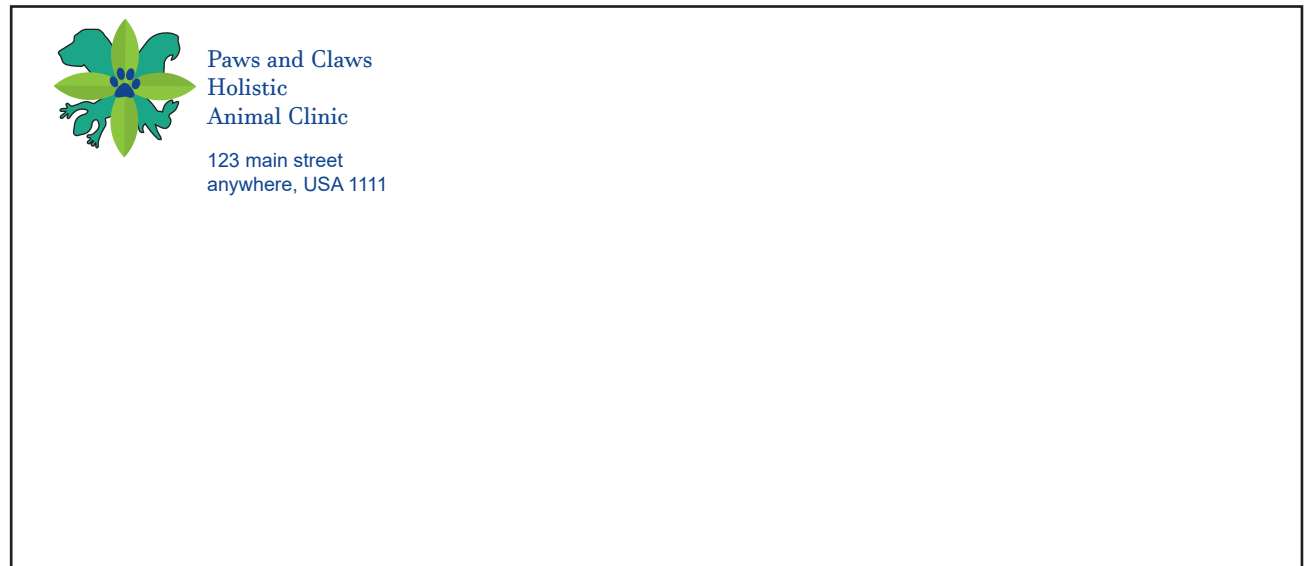 Paws and Claws
Holistic
Animal Clinic
123 main street
anywhere, USA 1111